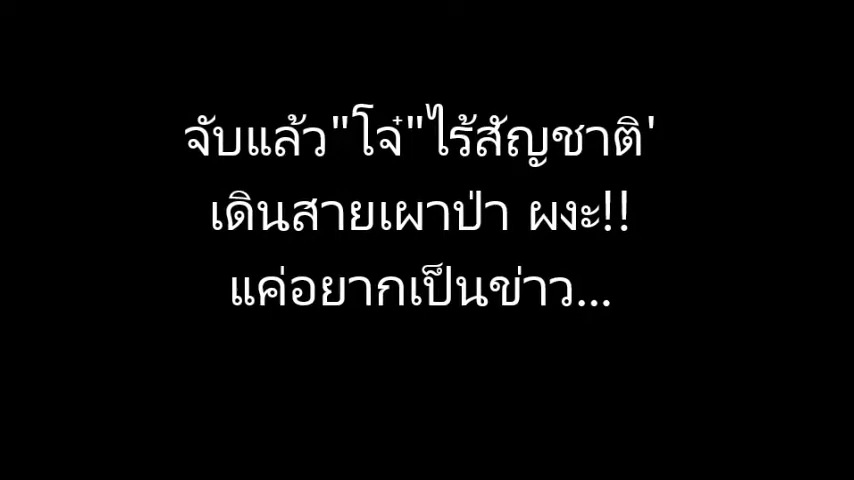 จับแล้ว"โจ๋"ไร้สัญชาติ'
เดินสายเผาป่า ผงะ!!
แค่อยากเป็นข่าว...